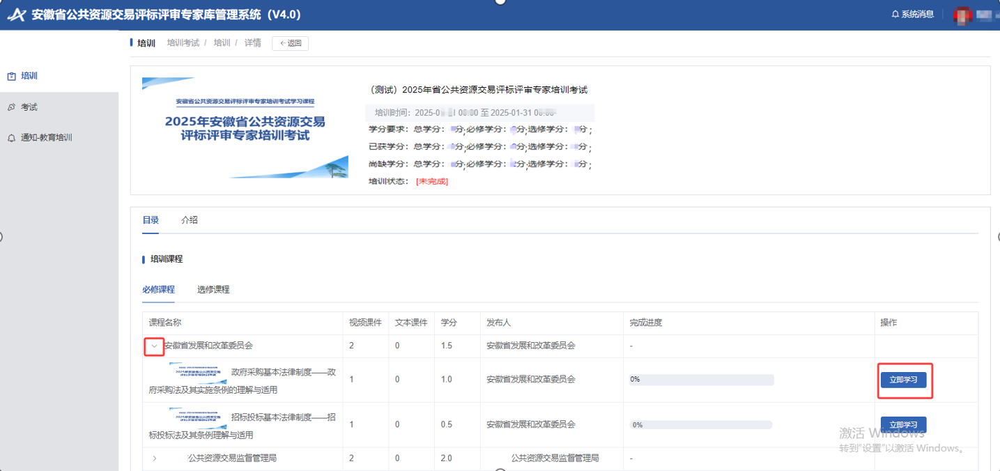 安徽省公共资源交易评标评审专家库管理系统（V4.0）
系统消息
培训 培训考试 / 培训 / 详情 ←返回
培训
考试
通知-教育培训
安徽省公共资源交易评标评审专家培训考试学习课程
2025年安徽省公共资源交易
评标评审专家培训考试
（测试）2025年省公共资源交易评标评审专家培训考试
培训时间： 2025-0 至 2025-01-31
学分要求：总学分： 分;必修学分： 分;选修学分： 分;
已获学分：总学分： 分;必修学分： 分;选修学分： 分;
尚缺学分：总学分： 分;必修学分： 分;选修学分： 分;
培训状态： [未完成]
目录 介绍
培训课程
必修课程 选修课程
课程名称 视频课件 文本课件 学分 发布人 完成进度 操作
安徽省发展和改革委员会 2 0 1.5 安徽省发展和改革委员会 -
政府采购基本法律制度——政
府采购法及其实施条例的理解与适用 1 0 1.0 安徽省发展和改革委员会 0% 立即学习
招标投标基本法律制度——招
标投标法及其条例理解与适用 1 0 0.5 安徽省发展和改革委员会 0% 立即学习
公共资源交易监督管理局 2 0 2.0 公共资源交易监督管理局 -
激活 Windows
转到"设置"以激活 Windows。